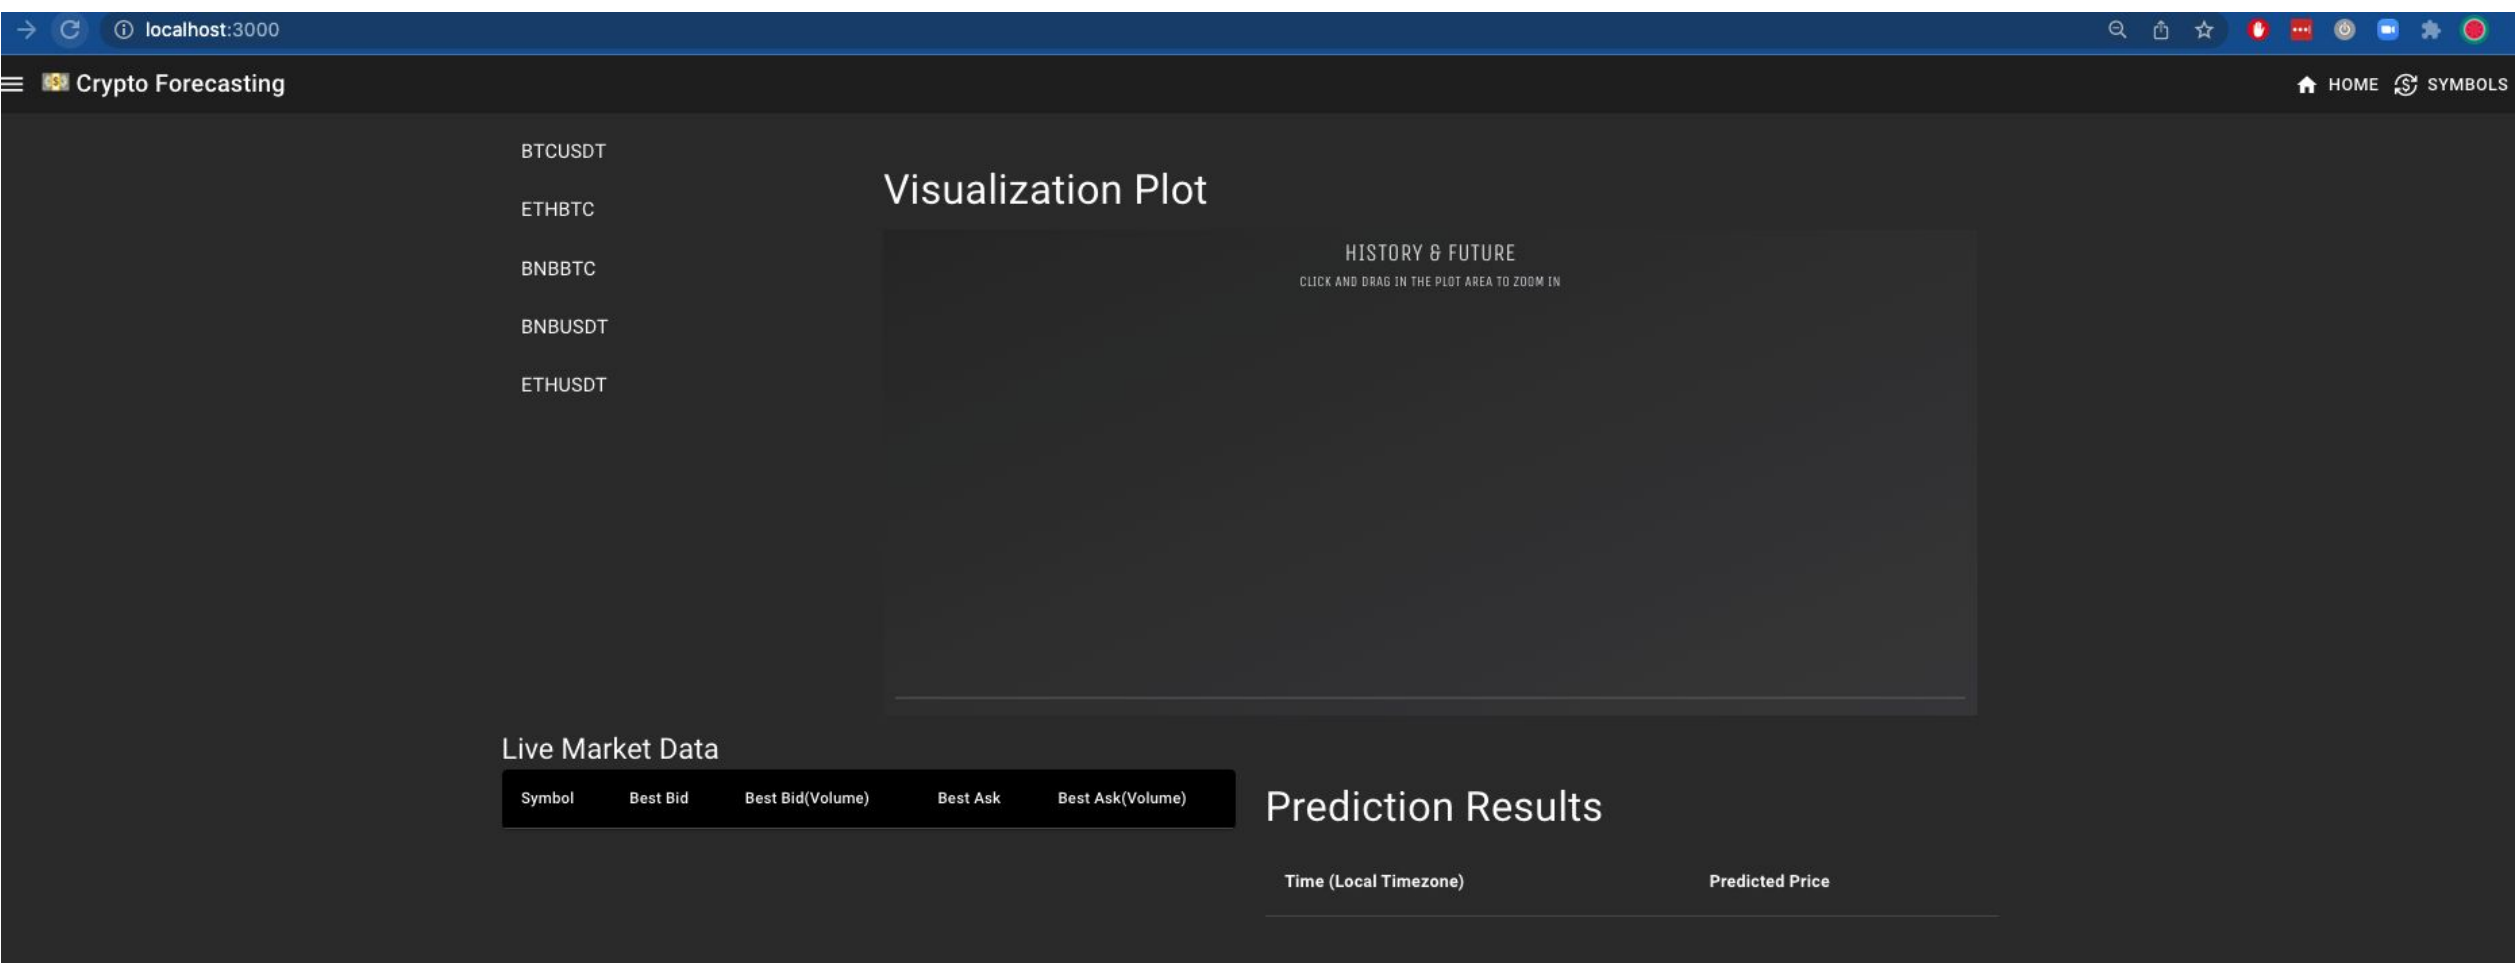 localhost:3000
Crypto Forecasting
HOME
SYMBOLS
BTCUSDT
ETHBTC
BNBBTC
BNBUSDT
ETHUSDT
Visualization Plot
HISTORY & FUTURE
CLICK AND DRAG IN THE PLOT AREA TO ZOOM IN
Live Market Data
Symbol Best Bid Best Bid(Volume) Best Ask Best Ask(Volume)
Prediction Results
Time (Local Timezone) Predicted Price